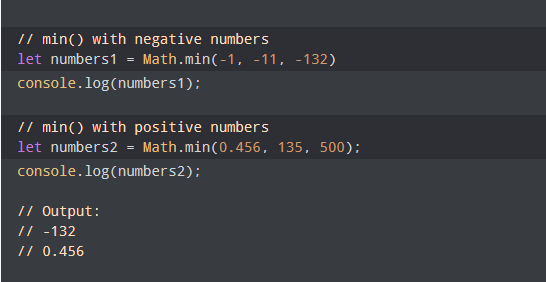 // min() with negative numbers
let numbers1 = Math.min(-1, -11, -132)
console.log(numbers1);
// min() with positive numbers
let numbers2 = Math.min(0.456, 135, 500);
console.log(numbers2);
// Output:
// -132
// 0.456